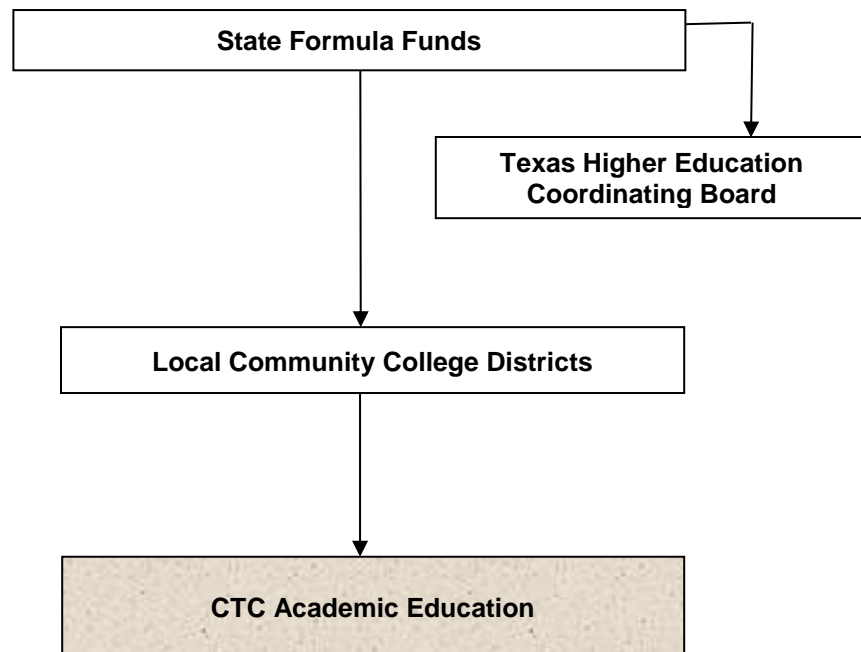 State Formula Funds
Texas Higher Education
Coordinating Board
Local Community College Districts
CTC Academic Education